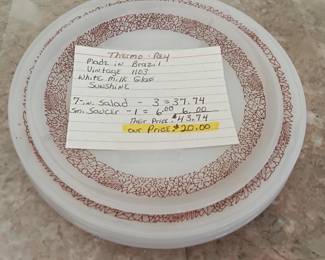 Thermo-Rey
Made in Brazil
Vintage 1103
White Milk Glass
Sunshine
7-in. Salad - 3 = 37.74
Sm. Saucer - 1 = 6.00 6.00
Their Price - $43.74
Our Price $20.00